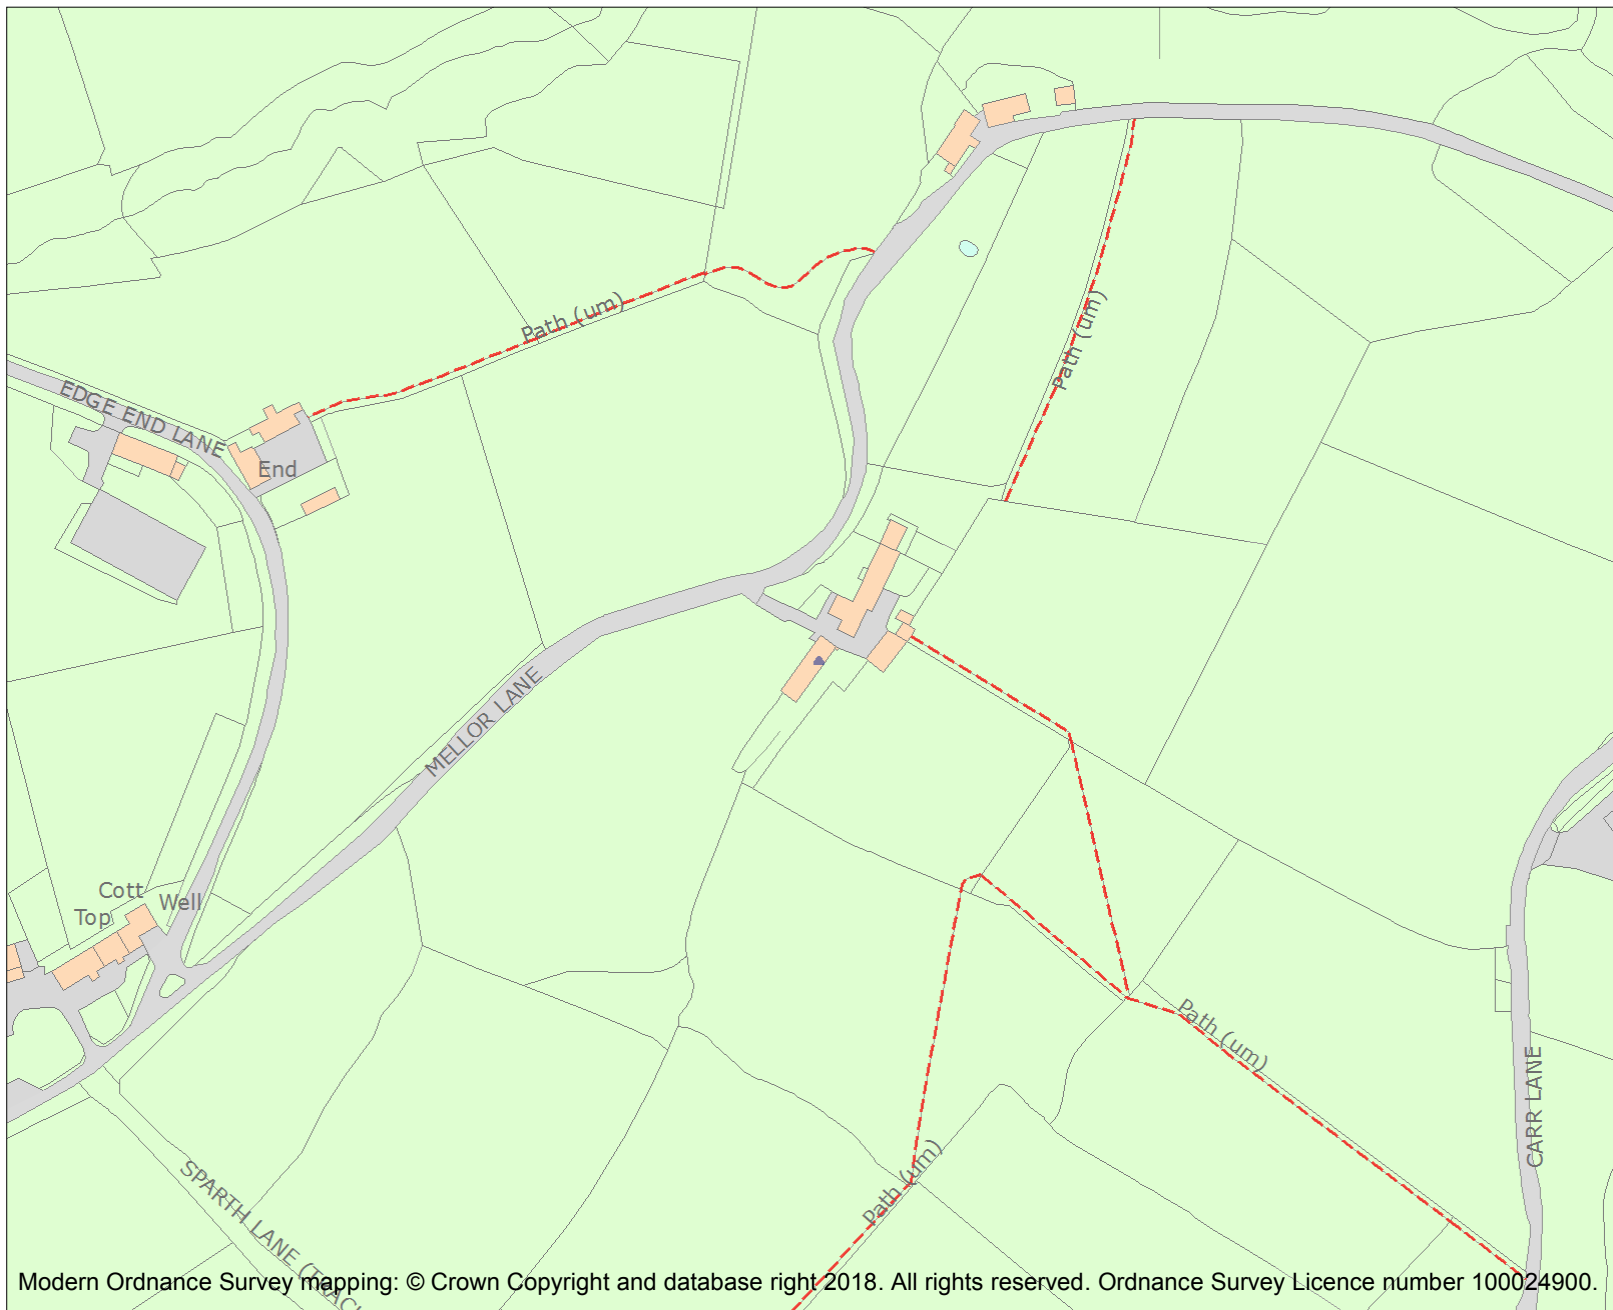 Path (um)
Path (um)
EDGE END LANE
End
MELLOR LANE
Cott
Top
Well
Path (um)
CARR LANE
Path (um)
SPARTH LANE (TRACK
Modern Ordnance Survey mapping: © Crown Copyright and database right 2018. All rights reserved. Ordnance Survey Licence number 100024900.